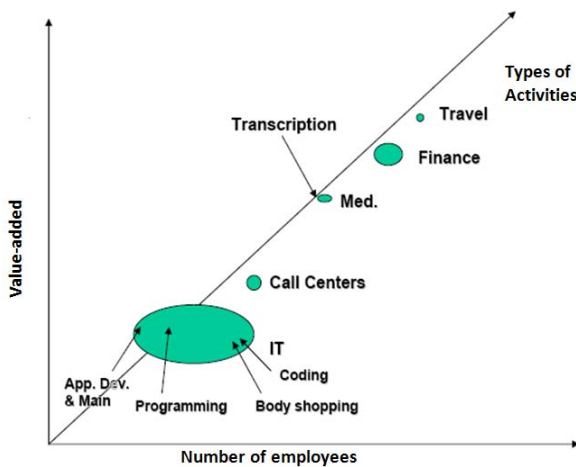 Types of
Activities
Travel
Transcription
Finance
Med.
Value-added
Call Centers
IT
Coding
App. Dev.
& Main
Programming
Body shopping
Number of employees